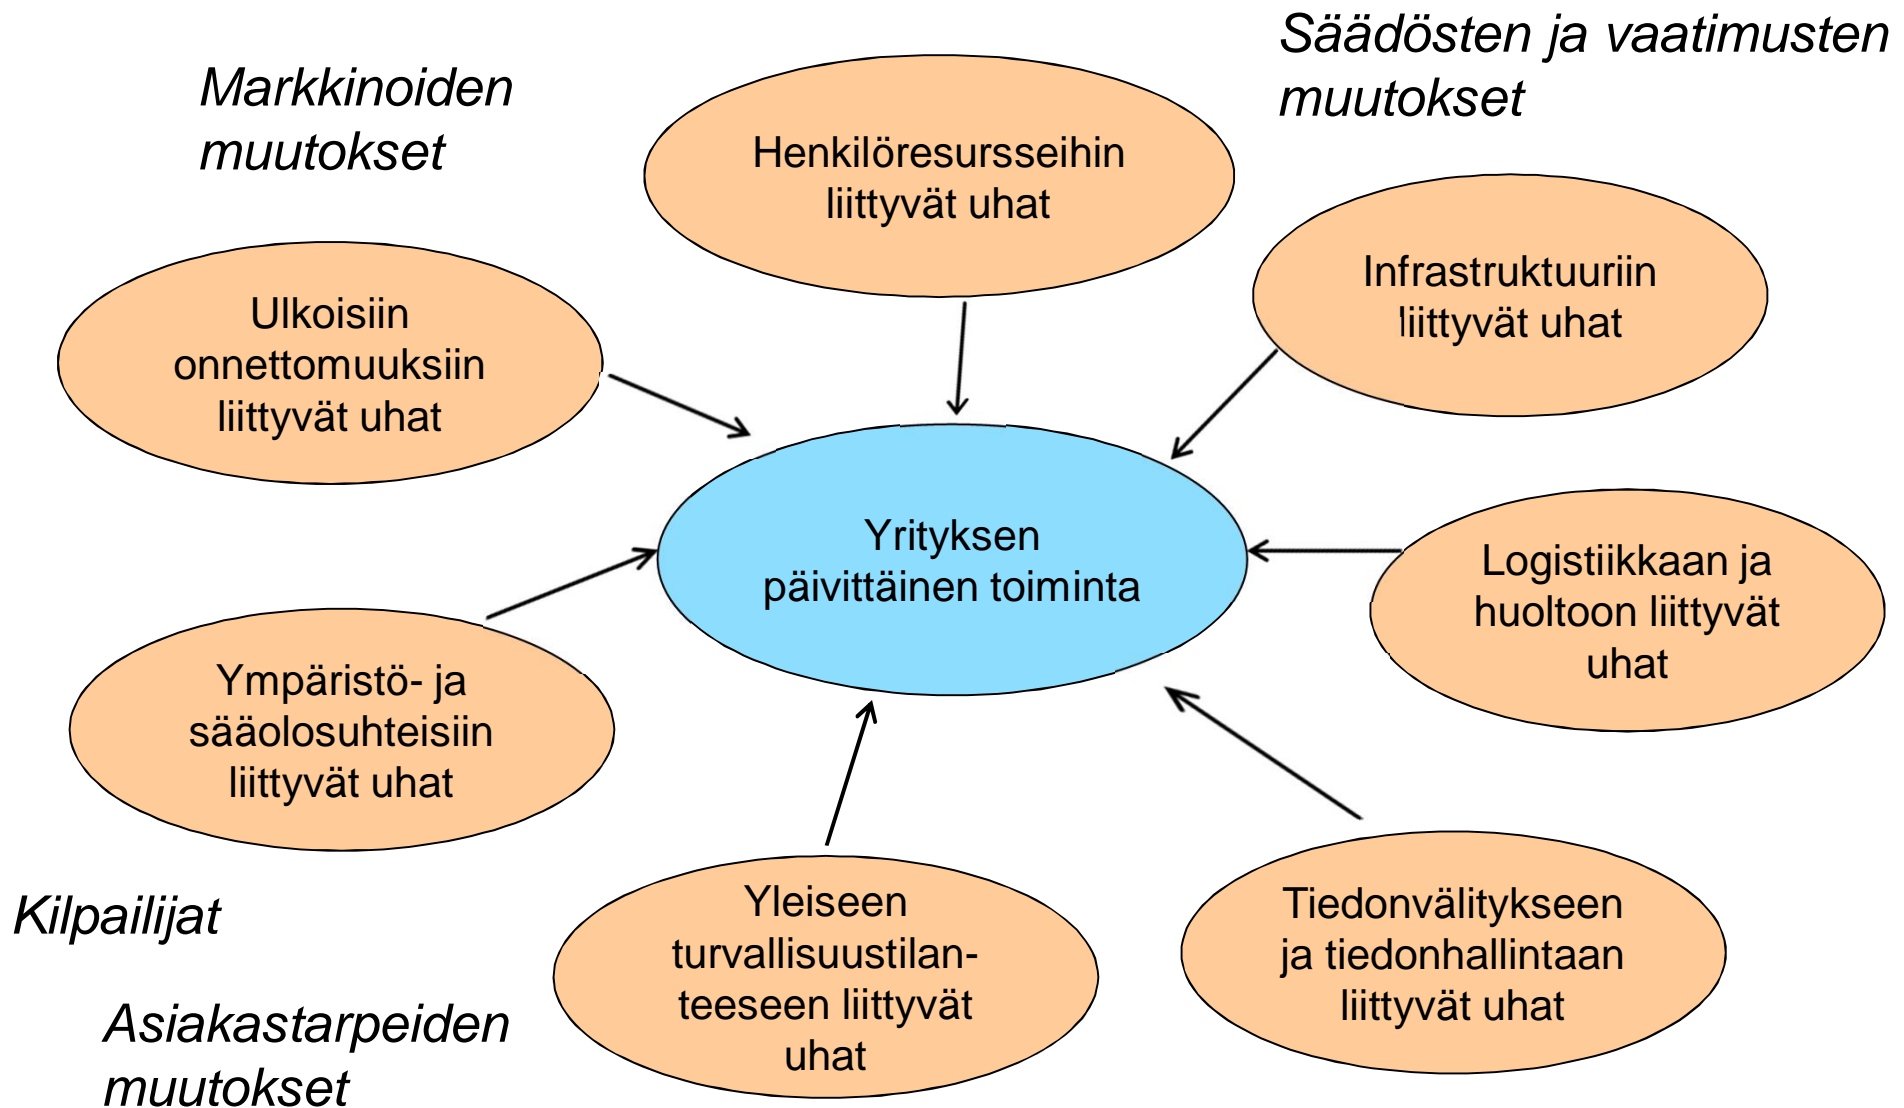 Säädösten ja vaatimusten
muutokset
Markkinoiden
muutokset
Henkilöresursseihin
liittyvät uhat
Infrastruktuuriin
liittyvät uhat
Ulkoisiin
onnettomuuksiin
liittyvät uhat
Yrityksen
päivittäinen toiminta
Logistiikkaan ja
huoltoon liittyvät
uhat
Ympäristö- ja
sääolosuhteisiin
liittyvät uhat
Kilpailijat
Yleiseen
turvallisuustilan-
teeseen liittyvät
uhat
Tiedonvälitykseen
ja tiedonhallintaan
liittyvät uhat
Asiakastarpeiden
muutokset